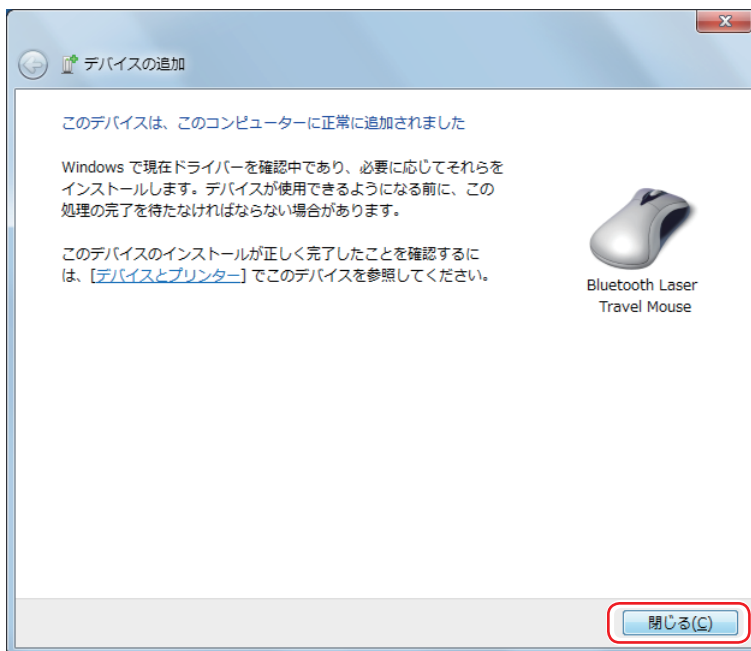 デバイスの追加
このデバイスは、このコンピューターに正常に追加されました
Windows で現在ドライバーを確認中であり、必要に応じてそれらを
インストールします。デバイスが使用できるようになる前に、この
処理の完了を待たなければならない場合があります。
このデバイスのインストールが正しく完了したことを確認するに
は、[デバイスとプリンター] でこのデバイスを参照してください。
Bluetooth Laser
Travel Mouse
閉じる(C)